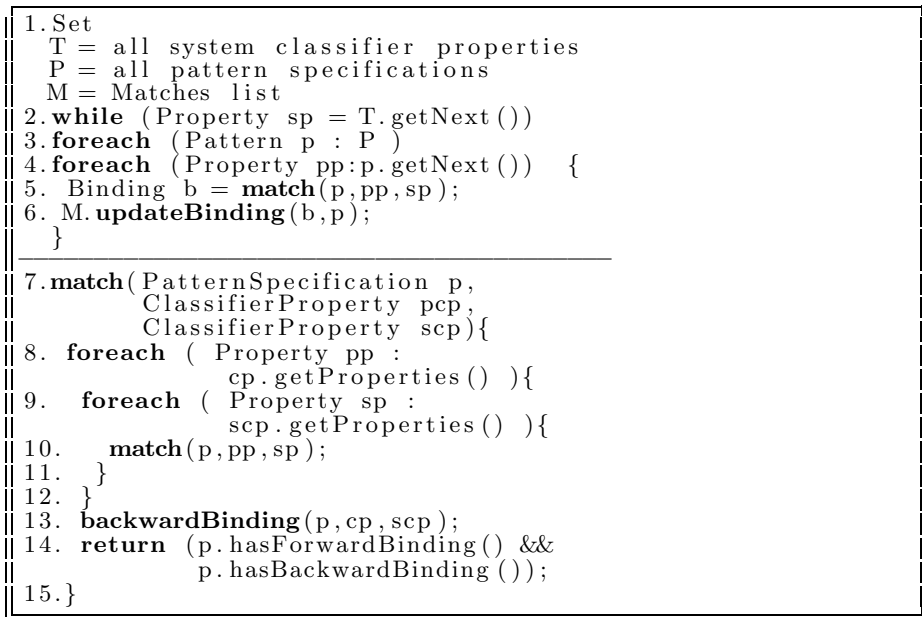 1.Set
T = all system classifier properties
P = all pattern specifications
M = Matches list
2.while (Property sp = T.getNext())
3.foreach (Pattern p : P )
4.foreach (Property pp:p.getNext()) {
5. Binding b = match(p,pp,sp);
6. M.updateBinding(b,p);
}
7.match(PatternSpecification p,
ClassifierProperty pcp,
ClassifierProperty scp){
8. foreach ( Property pp :
cp.getProperties() ){
9. foreach ( Property sp :
scp.getProperties() ){
10. match(p,pp,sp);
11. }
12. }
13. backwardBinding(p,cp,scp);
14. return (p.hasForwardBinding() &&
p.hasBackwardBinding());
15.}